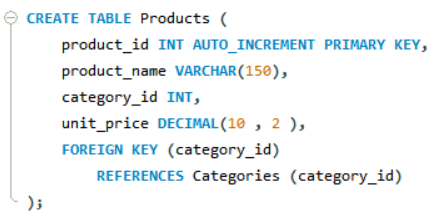 CREATE TABLE Products (
product_id INT AUTO_INCREMENT PRIMARY KEY,
product_name VARCHAR(150),
category_id INT,
unit_price DECIMAL(10 , 2 ),
FOREIGN KEY (category_id)
REFERENCES Categories (category_id)
);